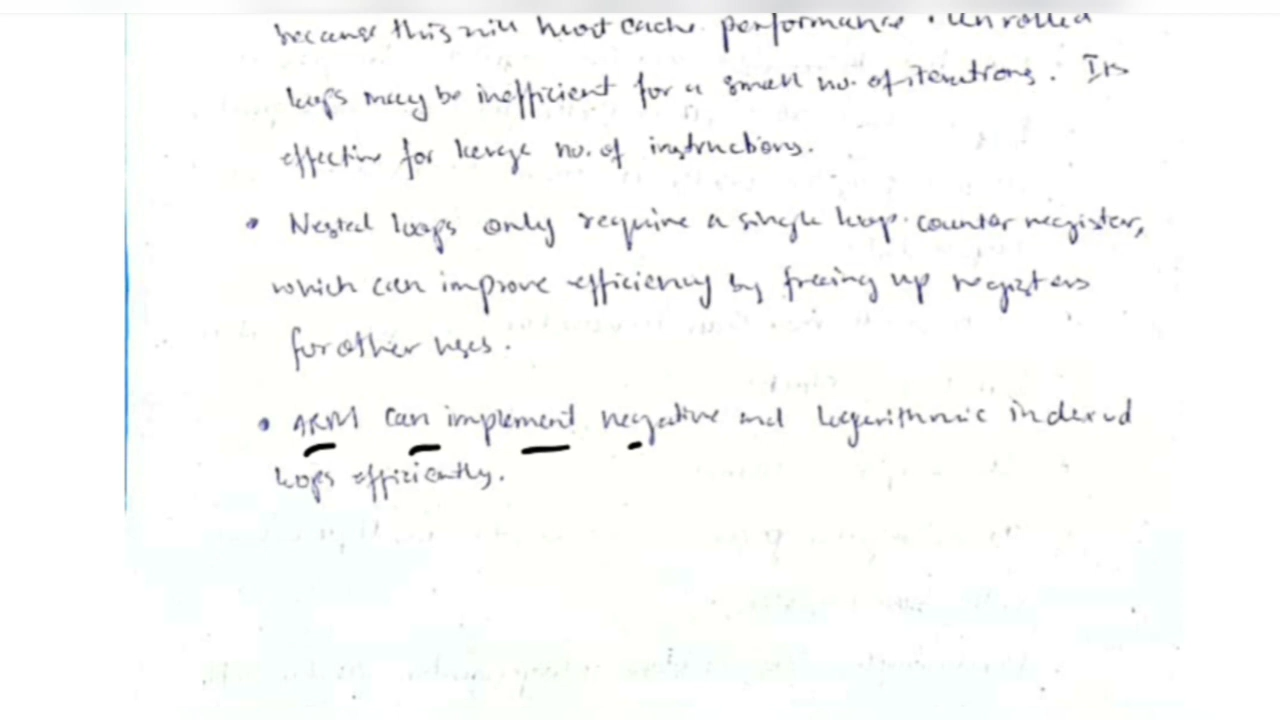 because this will hurt cache performance. Unrolled
loops may be inefficient for a small no. of iterations. Its
effective for large no. of instructions.
• Nested loops only require a single loop counter register,
which can improve efficiency by freeing up registers
for other uses.
• ARM can implement negative and logarithmic indexed
loops efficiently.